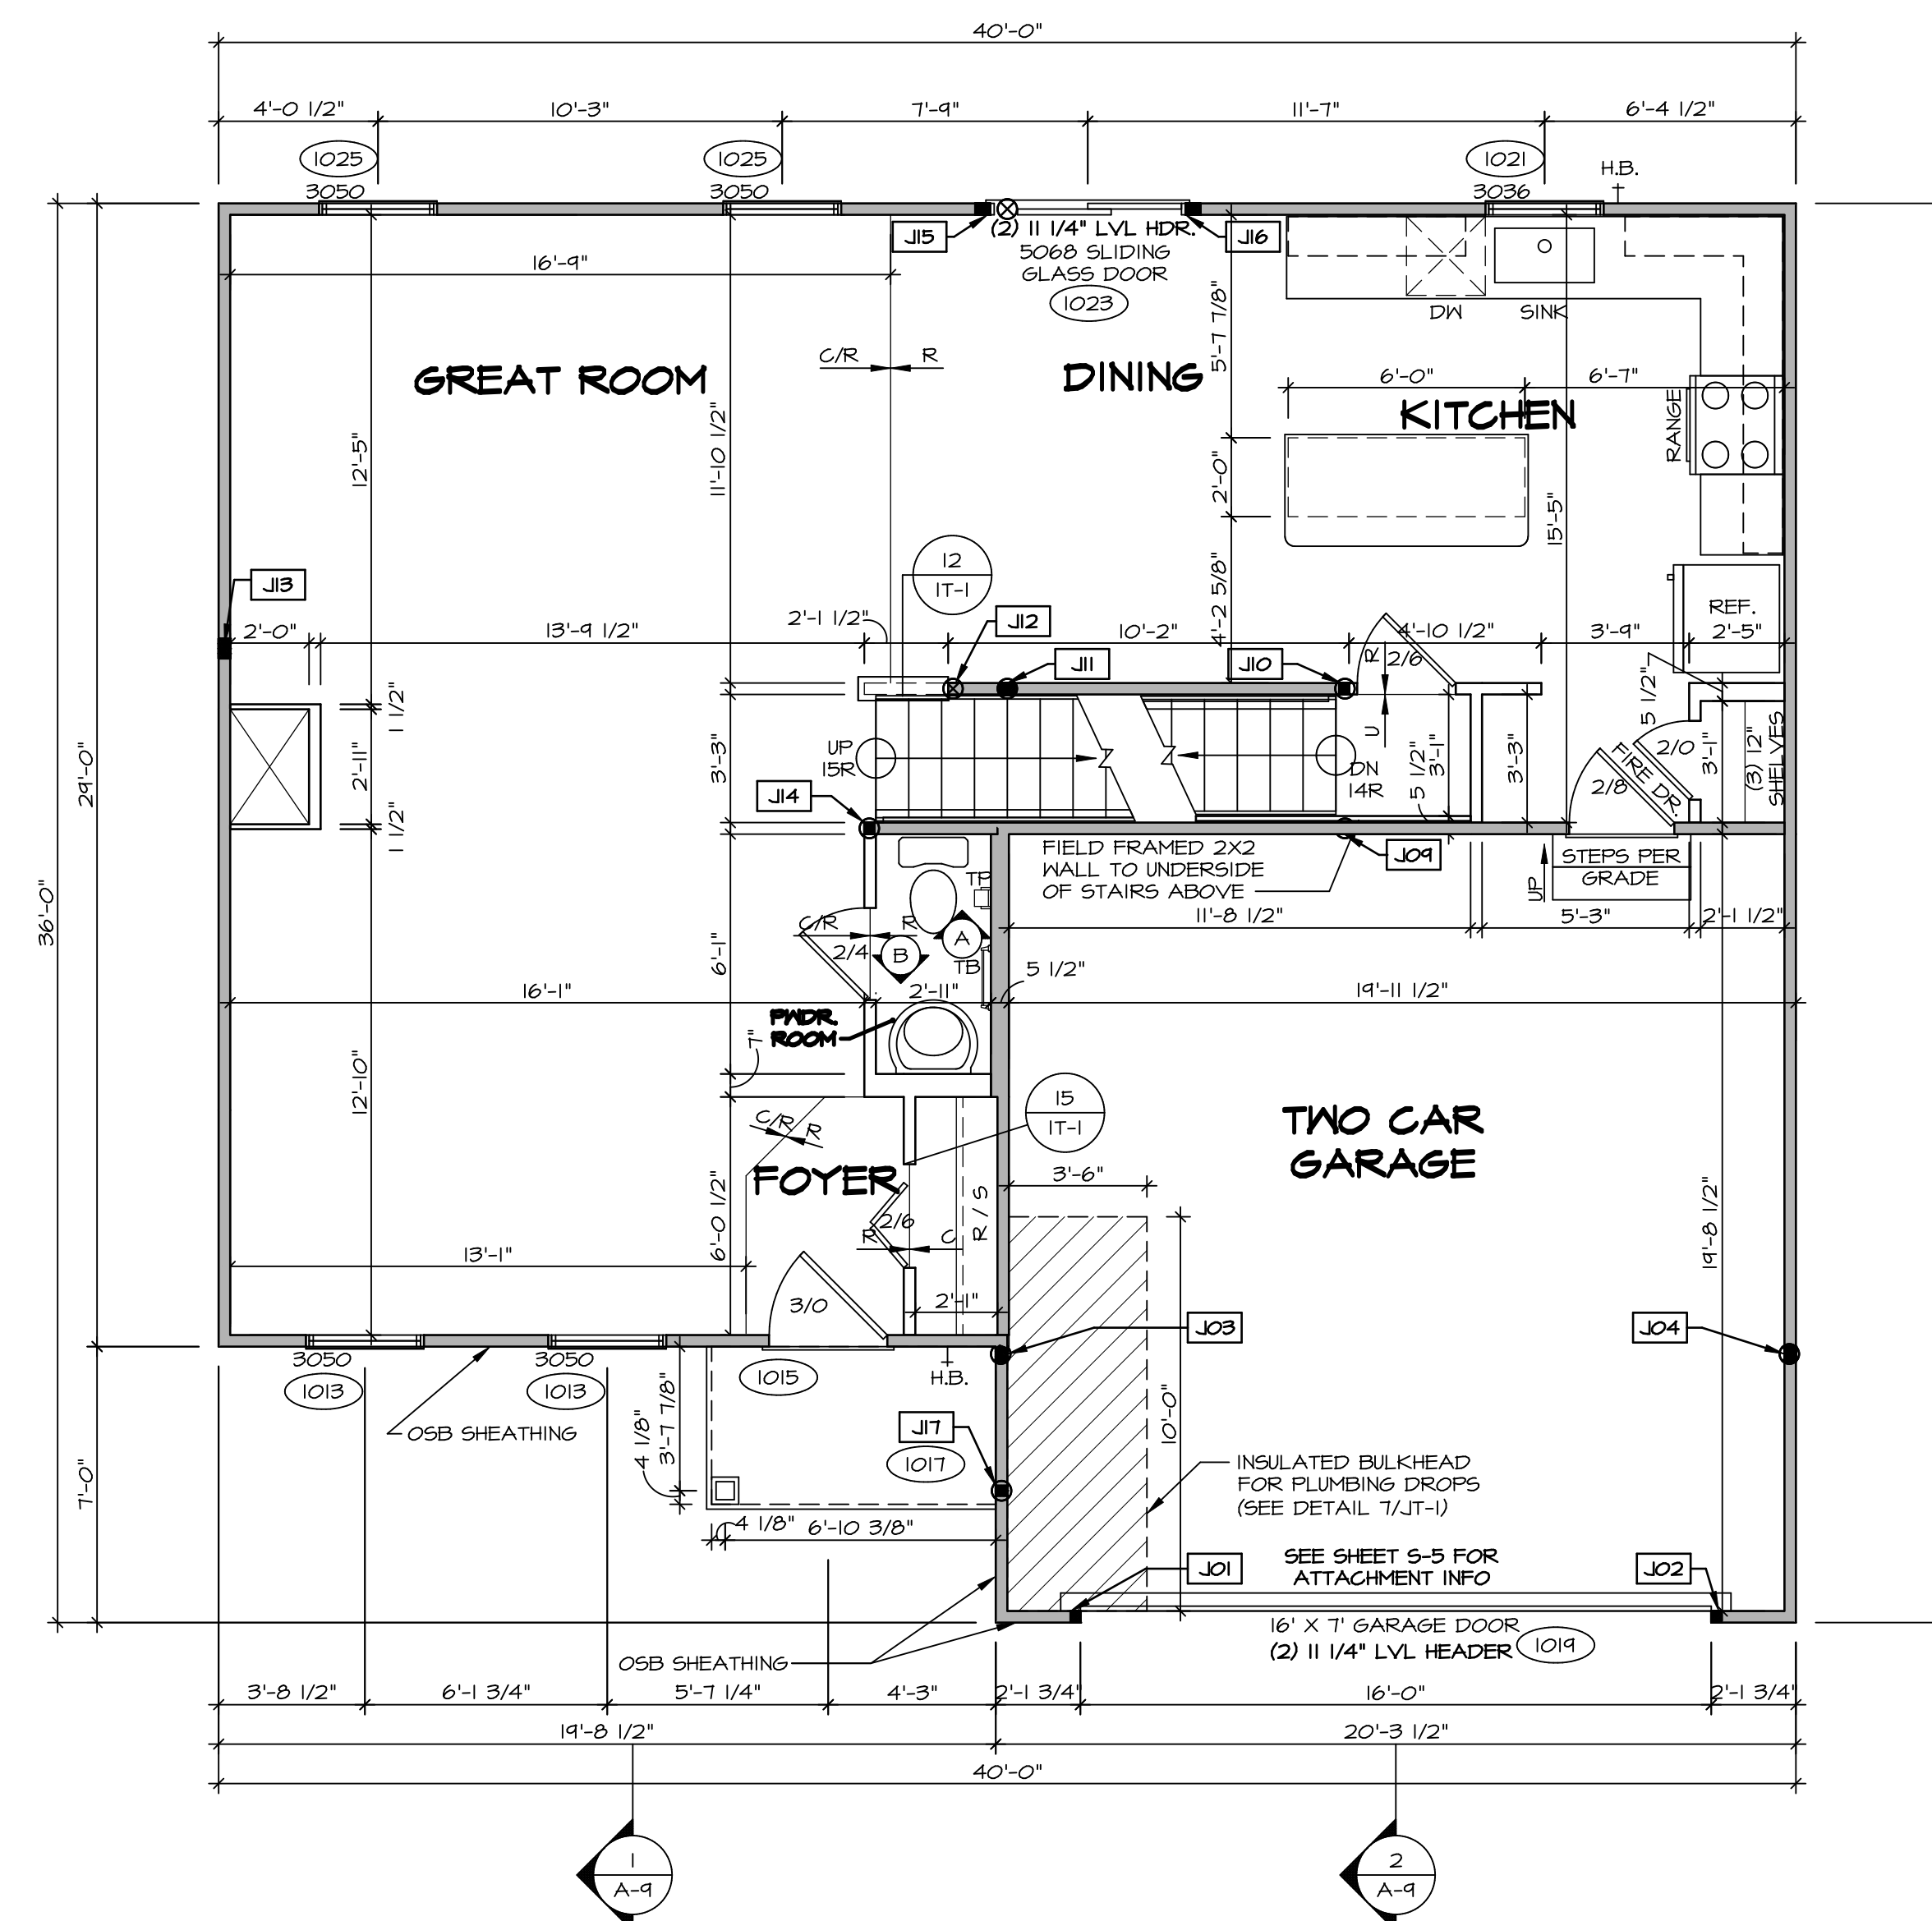 40'-0"
4'-0 1/2"
10'-3"
7'-9"
11'-7"
6'-4 1/2"
1025
1025
1021
H.B.
3050
3050
3036
J15
(2) 11 1/4" LVL HDR.
J16
5068 SLIDING
GLASS DOOR
1023
16'-9"
DW
SINK
5'-7 7/8"
C/R
R
GREAT ROOM
DINING
6'-0"
6'-7"
KITCHEN
RANGE
12'-5"
11'-10 1/2"
2'-0"
15'-5"
12
1T-1
J13
4'-2 5/8"
REF.
2'-0"
13'-9 1/2"
2'-1 1/2"
J12
10'-2"
4'-10 1/2"
3'-9"
2'-5"
J11
J10
R
2/6
5 1/2"
1 1/2"
2'-11"
1 1/2"
3'-3"
UP
15R
U
DN
14R
5 1/2"
3'-1"
3'-3"
2/0
FIRE DR.
2/8
3'-1"
(3) 12"
SHELVES
29'-0"
36'-0"
J14
J09
FIELD FRAMED 2X2
WALL TO UNDERSIDE
OF STAIRS ABOVE
UP
STEPS PER
GRADE
TP
11'-8 1/2"
5'-3"
2'-1 1/2"
C/R
R
2/4
A
B
TB
6'-1"
5 1/2"
16'-1"
2'-11"
19'-11 1/2"
PWDR.
ROOM
7"
12'-10"
15
1T-1
C/R
R
TWO CAR
GARAGE
FOYER
3'-6"
2/6
R
C
R / S
6'-0 1/2"
19'-8 1/2"
13'-1"
3/0
2'-1"
J03
J04
3050
3050
1013
1013
1015
H.B.
OSB SHEATHING
4 1/8"
3'-7 7/8"
J17
1017
10'-0"
INSULATED BULKHEAD
FOR PLUMBING DROPS
(SEE DETAIL 7/JT-1)
7'-0"
4 1/8"
6'-10 3/8"
J01
SEE SHEET S-5 FOR
ATTACHMENT INFO
J02
16' X 7' GARAGE DOOR
(2) 11 1/4" LVL HEADER
1019
OSB SHEATHING
3'-8 1/2"
6'-1 3/4"
5'-7 1/4"
4'-3"
2'-1 3/4"
16'-0"
2'-1 3/4"
19'-8 1/2"
20'-3 1/2"
40'-0"
1
A-9
2
A-9